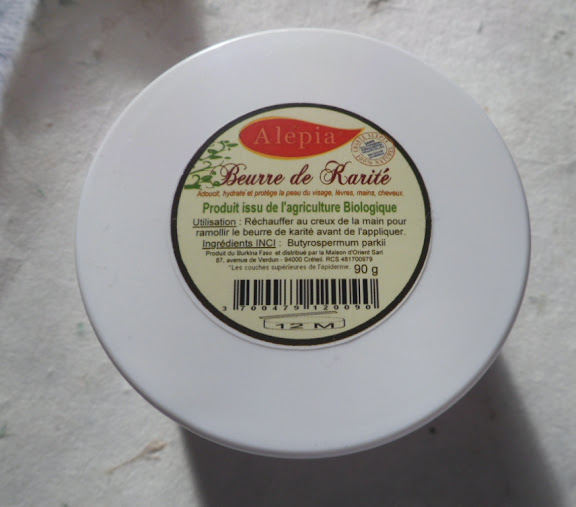 Alepia
Beurre de Karité
Adoucit, hydrate et protège la peau du visage, lèvres, mains, cheveux.
Produit issu de l'agriculture Biologique
Utilisation : Réchauffer au creux de la main pour
ramollir le beurre de karité avant de l'appliquer.
Ingrédients INCI : Butyrospermum parkii
Produit du Burkina Faso et distribué par la Maison d'Orient Sarl
87, avenue de Verdun - 94000 Créteil. RCS 481700979
*Les couches supérieures de l'épiderme. 90 g
3 700479 120090
12 M